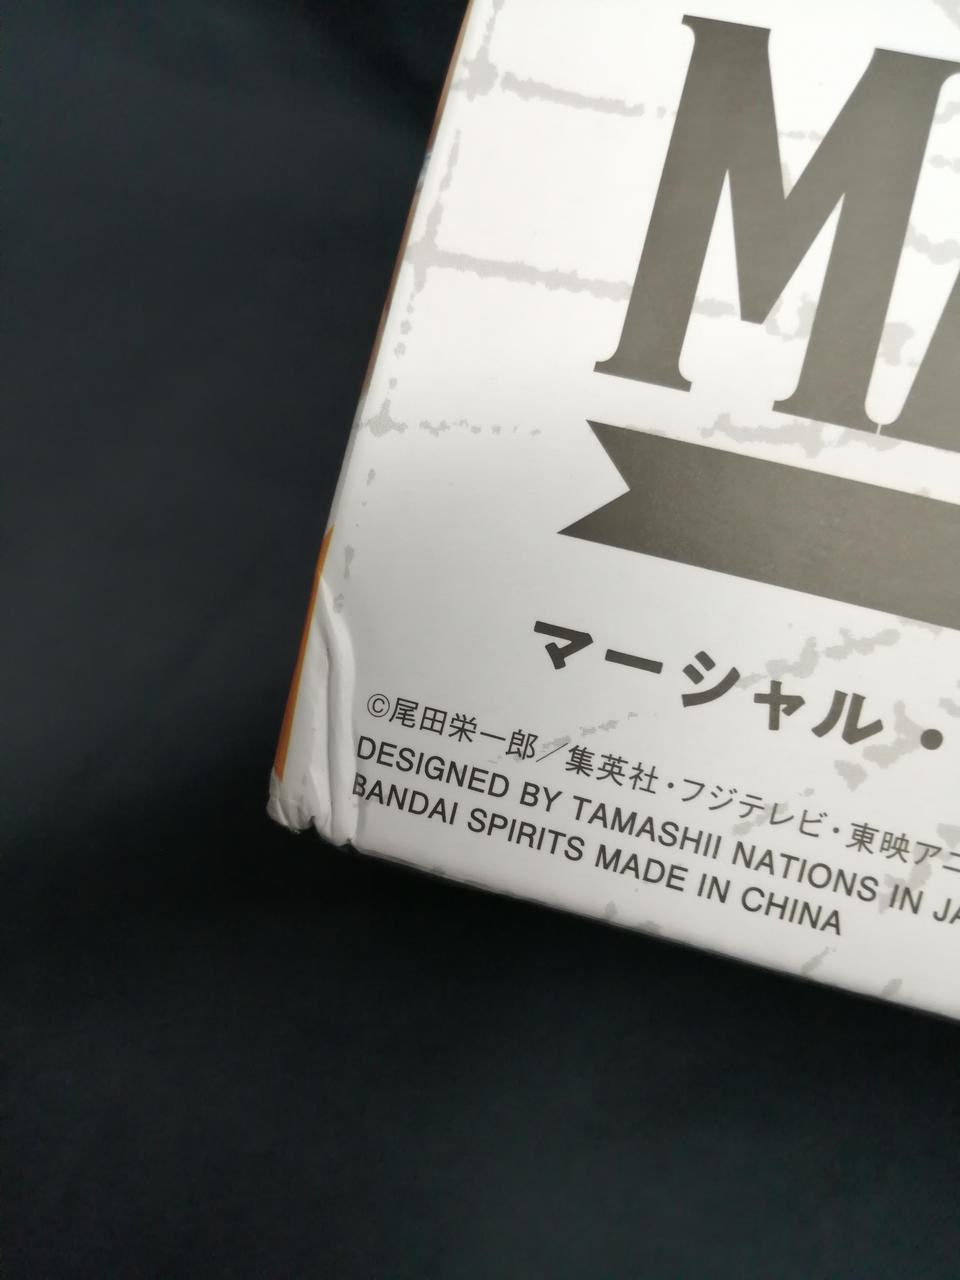 M
マーシャル・
©尾田栄一郎／集英社・フジテレビ・東映アニ
DESIGNED BY TAMASHII NATIONS IN JA
BANDAI SPIRITS MADE IN CHINA